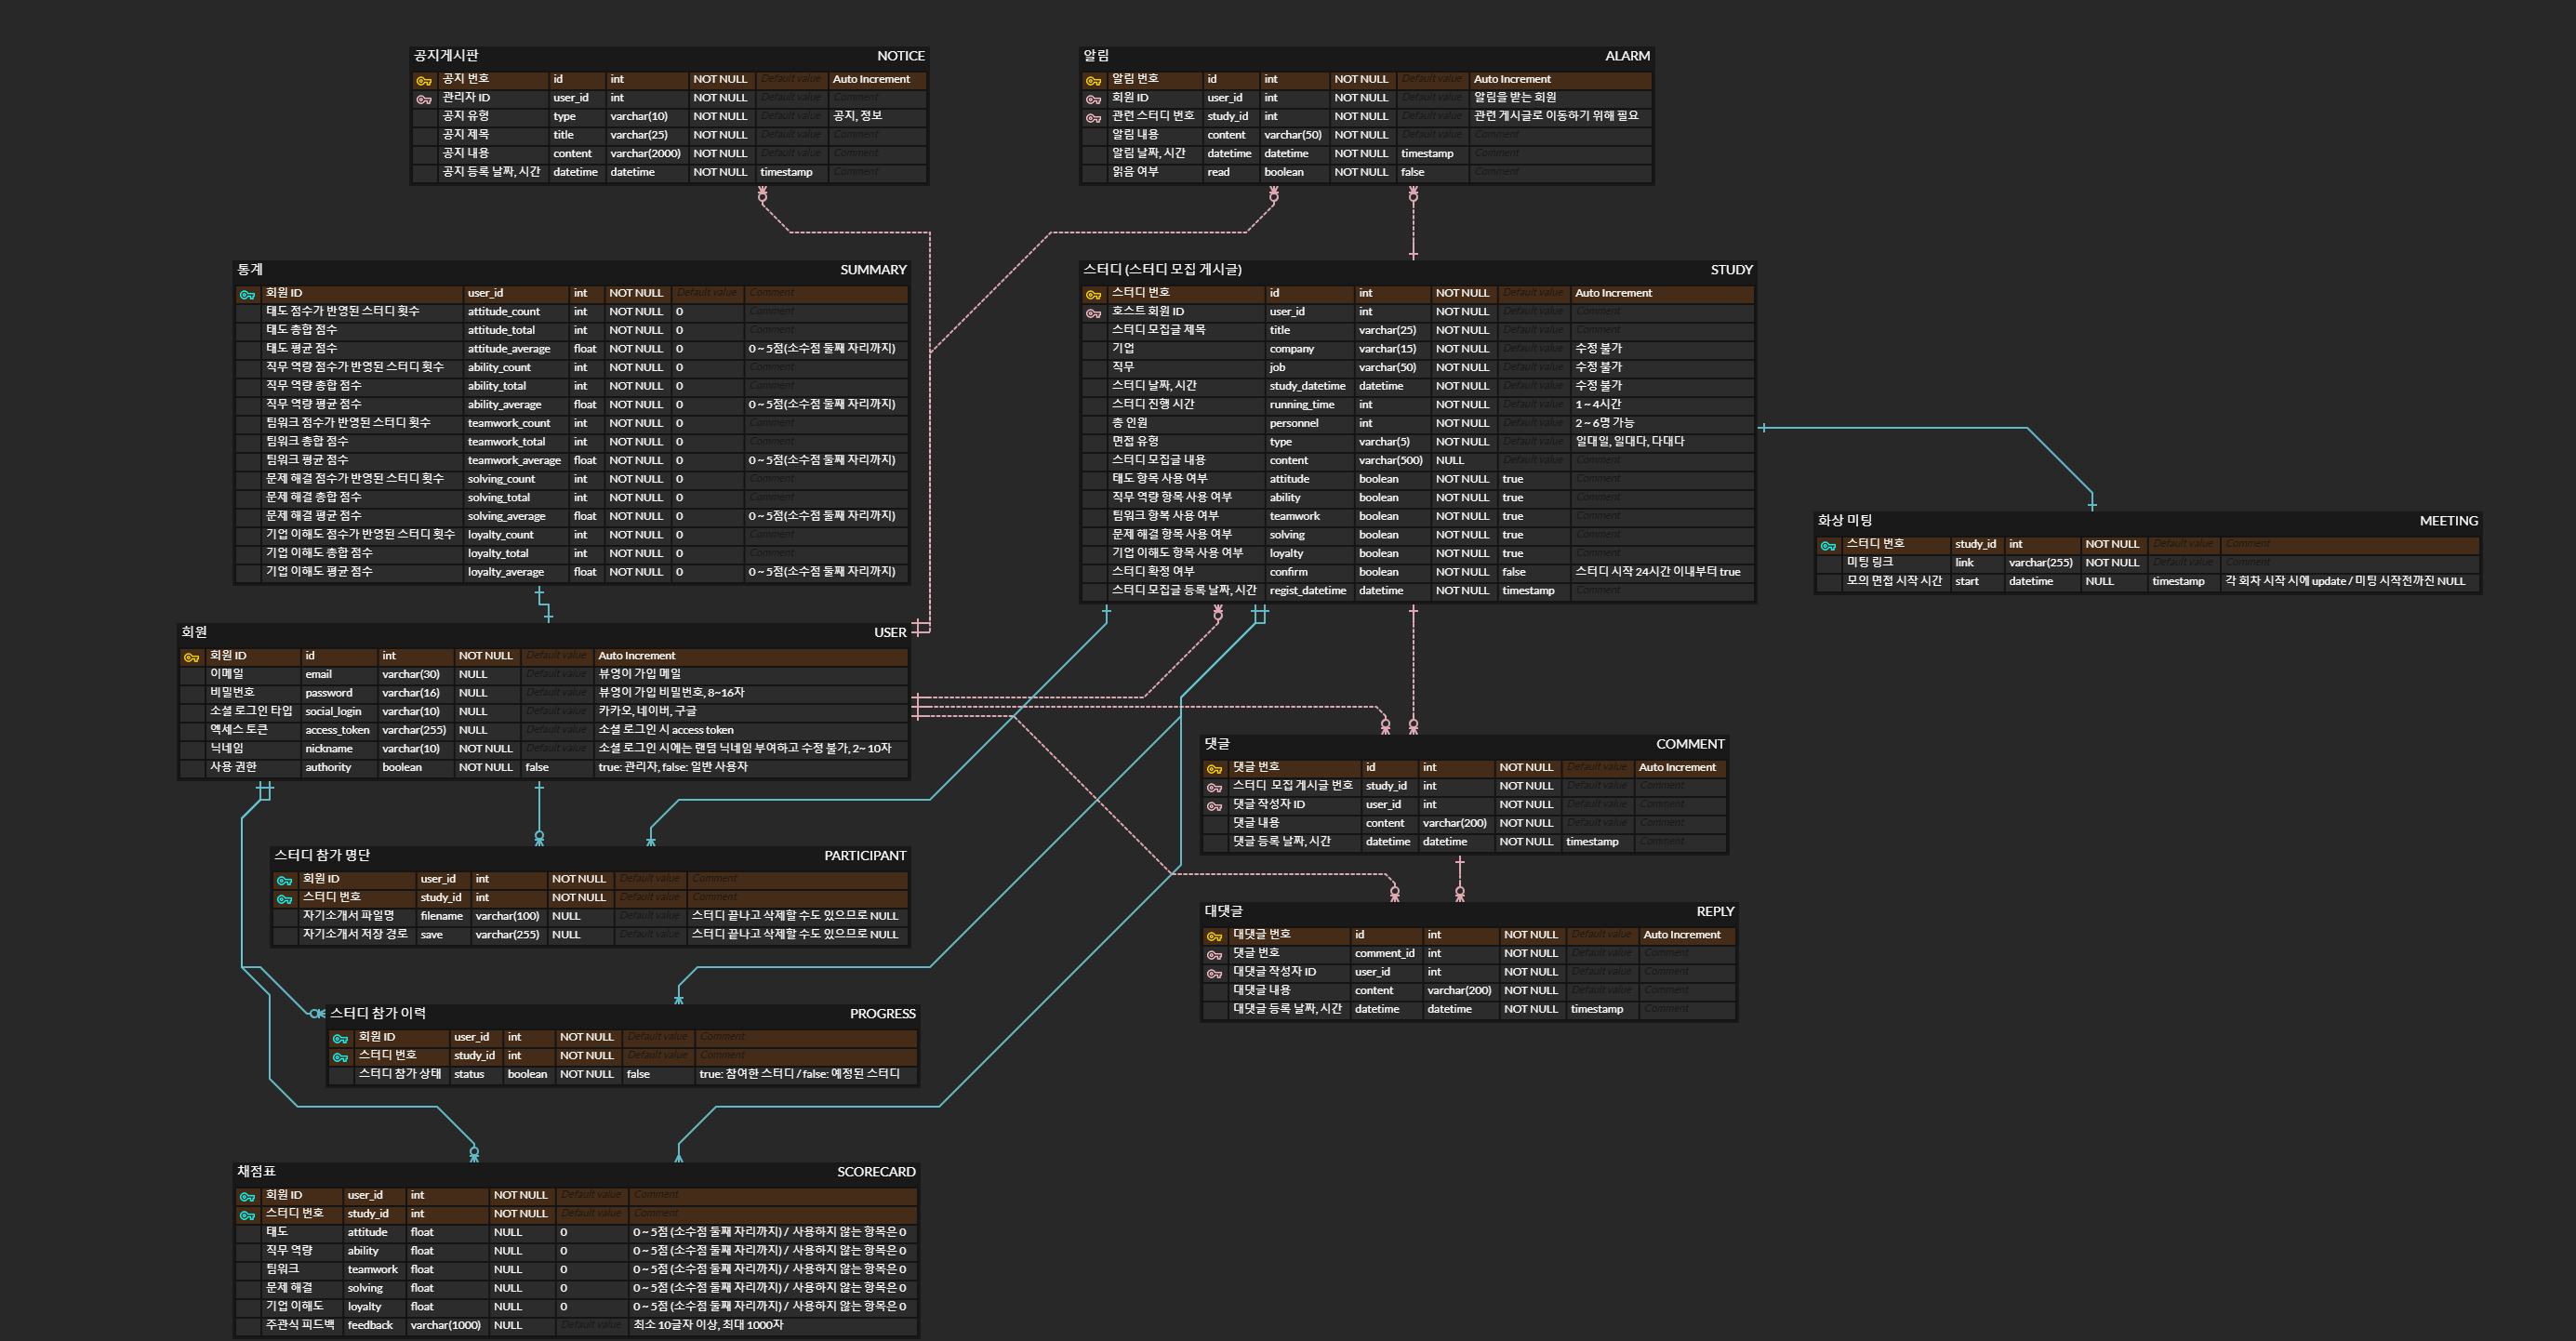 공지게시판 NOTICE
공지 번호 id int NOT NULL Default value Auto Increment
관리자 ID user_id int NOT NULL Default value Comment
공지 유형 type varchar(10) NOT NULL Default value 공지, 정보
공지 제목 title varchar(25) NOT NULL Default value Comment
공지 내용 content varchar(2000) NOT NULL Default value Comment
공지 등록 날짜, 시간 datetime datetime NOT NULL timestamp Comment
알림 ALARM
알림 번호 id int NOT NULL Default value Auto Increment
회원 ID user_id int NOT NULL Default value 알림을 받는 회원
관련 스터디 번호 study_id int NOT NULL Default value 관련 게시글로 이동하기 위해 필요
알림 내용 content varchar(50) NOT NULL Default value Comment
알림 날짜, 시간 datetime datetime NOT NULL timestamp Comment
읽음 여부 read boolean NOT NULL false Comment
통계 SUMMARY
회원 ID user_id int NOT NULL Default value Comment
태도 점수가 반영된 스터디 횟수 attitude_count int NOT NULL 0 Comment
태도 총합 점수 attitude_total int NOT NULL 0 Comment
태도 평균 점수 attitude_average float NOT NULL 0 0 ~ 5점(소수점 둘째 자리까지)
직무 역량 점수가 반영된 스터디 횟수 ability_count int NOT NULL 0 Comment
직무 역량 총합 점수 ability_total int NOT NULL 0 Comment
직무 역량 평균 점수 ability_average float NOT NULL 0 0 ~ 5점(소수점 둘째 자리까지)
팀워크 점수가 반영된 스터디 횟수 teamwork_count int NOT NULL 0 Comment
팀워크 총합 점수 teamwork_total int NOT NULL 0 Comment
팀워크 평균 점수 teamwork_average float NOT NULL 0 0 ~ 5점(소수점 둘째 자리까지)
문제 해결 점수가 반영된 스터디 횟수 solving_count int NOT NULL 0 Comment
문제 해결 총합 점수 solving_total int NOT NULL 0 Comment
문제 해결 평균 점수 solving_average float NOT NULL 0 0 ~ 5점(소수점 둘째 자리까지)
기업 이해도 점수가 반영된 스터디 횟수 loyalty_count int NOT NULL 0 Comment
기업 이해도 총합 점수 loyalty_total int NOT NULL 0 Comment
기업 이해도 평균 점수 loyalty_average float NOT NULL 0 0 ~ 5점(소수점 둘째 자리까지)
스터디 (스터디 모집 게시글) STUDY
스터디 번호 id int NOT NULL Default value Auto Increment
호스트 회원 ID user_id int NOT NULL Default value Comment
스터디 모집글 제목 title varchar(25) NOT NULL Default value Comment
기업 company varchar(15) NOT NULL Default value 수정 불가
직무 job varchar(50) NOT NULL Default value 수정 불가
스터디 날짜, 시간 study_datetime datetime NOT NULL Default value 수정 불가
스터디 진행 시간 running_time int NOT NULL Default value 1 ~ 4시간
총 인원 personnel int NOT NULL Default value 2 ~ 6명 가능
면접 유형 type varchar(5) NOT NULL Default value 일대일, 일대다, 다대다
스터디 모집글 내용 content varchar(500) NULL Default value Comment
태도 항목 사용 여부 attitude boolean NOT NULL true Comment
직무 역량 항목 사용 여부 ability boolean NOT NULL true Comment
팀워크 항목 사용 여부 teamwork boolean NOT NULL true Comment
문제 해결 항목 사용 여부 solving boolean NOT NULL true Comment
기업 이해도 항목 사용 여부 loyalty boolean NOT NULL true Comment
스터디 확정 여부 confirm boolean NOT NULL false 스터디 시작 24시간 이내부터 true
스터디 모집글 등록 날짜, 시간 regist_datetime datetime NOT NULL timestamp Comment
화상 미팅 MEETING
스터디 번호 study_id int NOT NULL Default value Comment
미팅 링크 link varchar(255) NOT NULL Default value Comment
모의 면접 시작 시간 start datetime NULL timestamp 각 회차 시작 시에 update / 미팅 시작전까진 NULL
회원 USER
회원 ID id int NOT NULL Default value Auto Increment
이메일 email varchar(30) NULL Default value 뷰영이 가입 메일
비밀번호 password varchar(16) NULL Default value 뷰영이 가입 비밀번호, 8~16자
소셜 로그인 타입 social_login varchar(10) NULL Default value 카카오, 네이버, 구글
엑세스 토큰 access_token varchar(255) NULL Default value 소셜 로그인 시 access token
닉네임 nickname varchar(10) NOT NULL Default value 소셜 로그인 시에는 랜덤 닉네임 부여하고 수정 불가, 2~ 10자
사용 권한 authority boolean NOT NULL false true: 관리자, false: 일반 사용자
댓글 COMMENT
댓글 번호 id int NOT NULL Default value Auto Increment
스터디 모집 게시글 번호 study_id int NOT NULL Default value Comment
댓글 작성자 ID user_id int NOT NULL Default value Comment
댓글 내용 content varchar(200) NOT NULL Default value Comment
댓글 등록 날짜, 시간 datetime datetime NOT NULL timestamp Comment
스터디 참가 명단 PARTICIPANT
회원 ID user_id int NOT NULL Default value Comment
스터디 번호 study_id int NOT NULL Default value Comment
자기소개서 파일명 filename varchar(100) NULL Default value 스터디 끝나고 삭제할 수도 있으므로 NULL
자기소개서 저장 경로 save varchar(255) NULL Default value 스터디 끝나고 삭제할 수도 있으므로 NULL
대댓글 REPLY
대댓글 번호 id int NOT NULL Default value Auto Increment
댓글 번호 comment_id int NOT NULL Default value Comment
대댓글 작성자 ID user_id int NOT NULL Default value Comment
대댓글 내용 content varchar(200) NOT NULL Default value Comment
대댓글 등록 날짜, 시간 datetime datetime NOT NULL timestamp Comment
스터디 참가 이력 PROGRESS
회원 ID user_id int NOT NULL Default value Comment
스터디 번호 study_id int NOT NULL Default value Comment
스터디 참가 상태 status boolean NOT NULL false true: 참여한 스터디 / false: 예정된 스터디
채점표 SCORECARD
회원 ID user_id int NOT NULL Default value Comment
스터디 번호 study_id int NOT NULL Default value Comment
태도 attitude float NULL 0 0 ~ 5점 (소수점 둘째 자리까지) / 사용하지 않는 항목은 0
직무 역량 ability float NULL 0 0 ~ 5점 (소수점 둘째 자리까지) / 사용하지 않는 항목은 0
팀워크 teamwork float NULL 0 0 ~ 5점 (소수점 둘째 자리까지) / 사용하지 않는 항목은 0
문제 해결 solving float NULL 0 0 ~ 5점 (소수점 둘째 자리까지) / 사용하지 않는 항목은 0
기업 이해도 loyalty float NULL 0 0 ~ 5점 (소수점 둘째 자리까지) / 사용하지 않는 항목은 0
주관식 피드백 feedback varchar(1000) NULL Default value 최소 10글자 이상, 최대 1000자